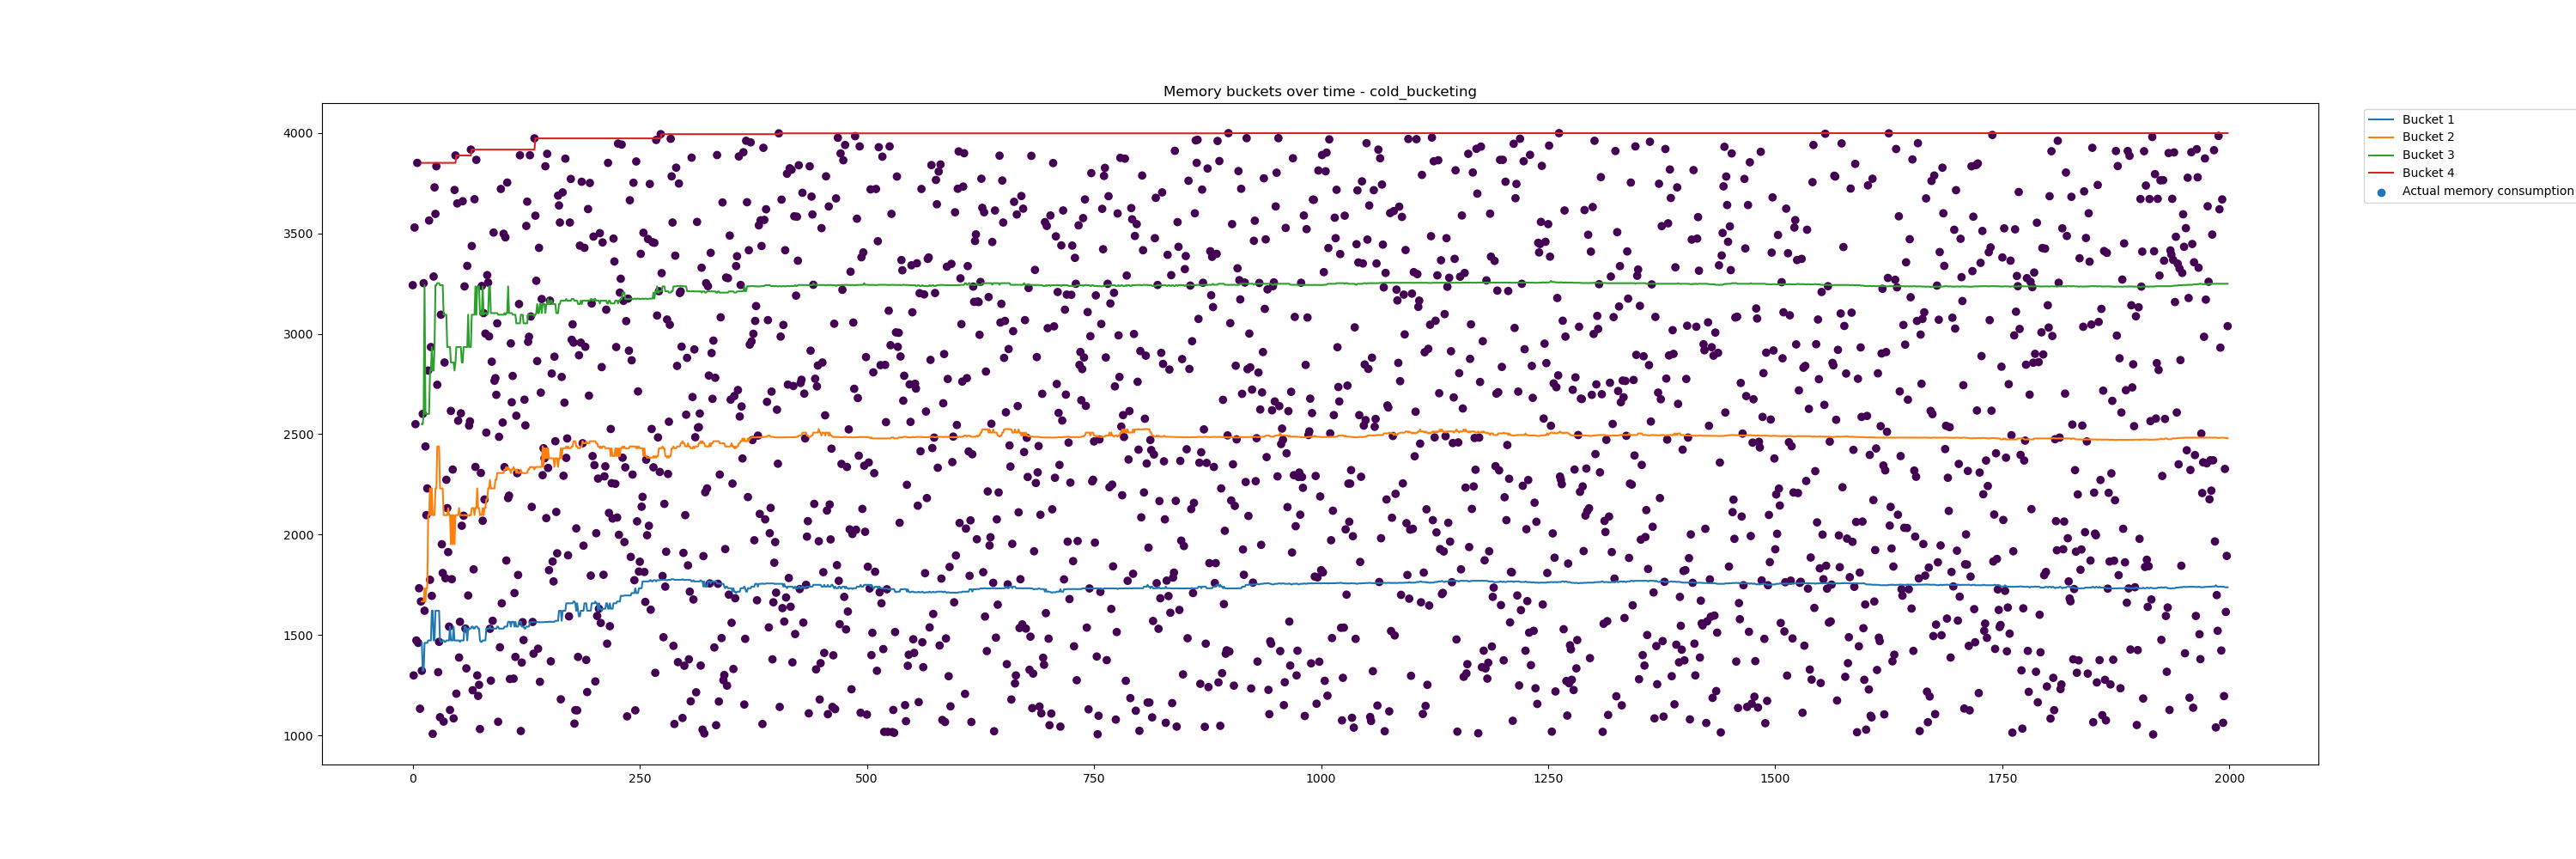 Memory buckets over time - cold_bucketing
4000
3500
3000
2500
2000
1500
1000
0
250
500
750
1000
1250
1500
1750
2000
Bucket 1
Bucket 2
Bucket 3
Bucket 4
Actual memory consumption